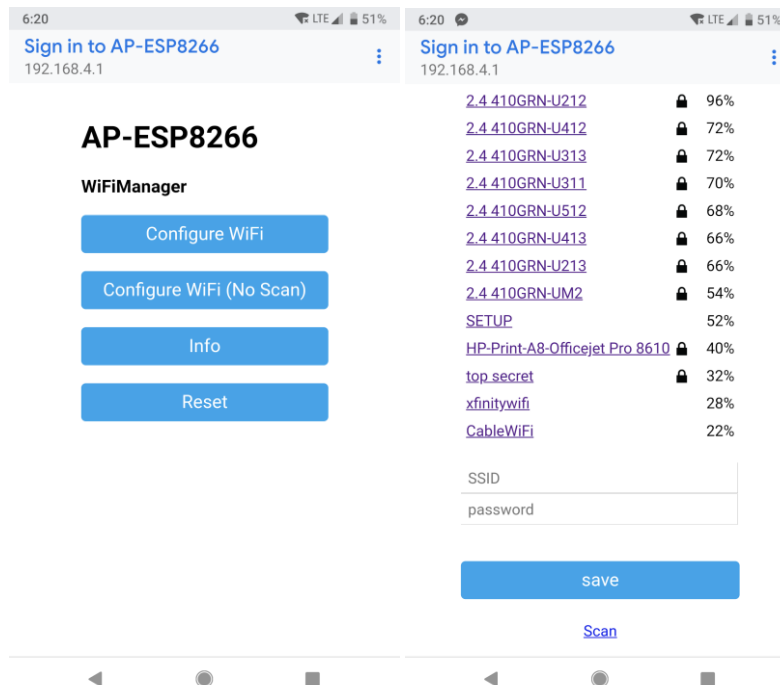 6:20 LTE 51%
Sign in to AP-ESP8266
192.168.4.1
AP-ESP8266
WiFiManager
Configure WiFi
Configure WiFi (No Scan)
Info
Reset
6:20 LTE 51%
Sign in to AP-ESP8266
192.168.4.1
2.4 410GRN-U212 96%
2.4 410GRN-U412 72%
2.4 410GRN-U313 72%
2.4 410GRN-U311 70%
2.4 410GRN-U512 68%
2.4 410GRN-U413 66%
2.4 410GRN-U213 66%
2.4 410GRN-UM2 54%
SETUP 52%
HP-Print-A8-Officejet Pro 8610 40%
top secret 32%
xfinitywifi 28%
CableWiFi 22%
SSID
password
save
Scan